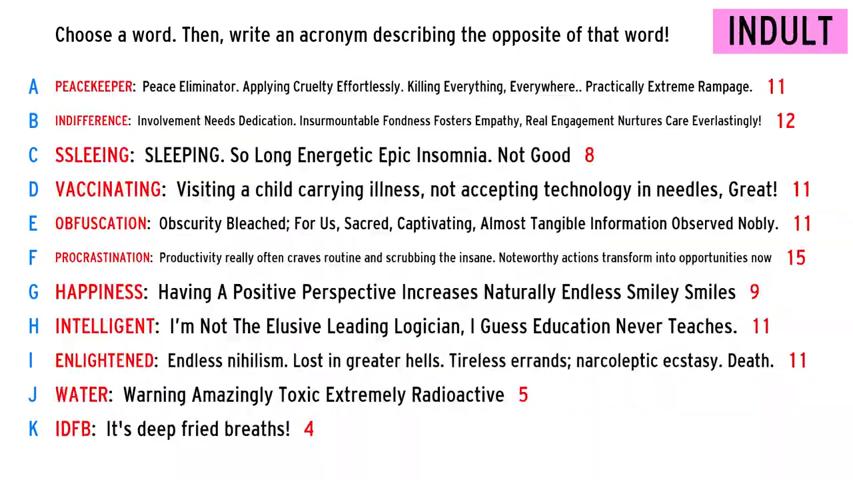 Choose a word. Then, write an acronym describing the opposite of that word!
INDULT
A PEACEKEEPER: Peace Eliminator. Applying Cruelty Effortlessly. Killing Everything, Everywhere.. Practically Extreme Rampage. 11
B INDIFFERENCE: Involvement Needs Dedication. Insurmountable Fondness Fosters Empathy, Real Engagement Nurtures Care Everlastingly! 12
C SSLEEING: SLEEPING. So Long Energetic Epic Insomnia. Not Good 8
D VACCINATING: Visiting a child carrying illness, not accepting technology in needles, Great! 11
E OBFUSCATION: Obscurity Bleached; For Us, Sacred, Captivating, Almost Tangible Information Observed Nobly. 11
F PROCRASTINATION: Productivity really often craves routine and scrubbing the insane. Noteworthy actions transform into opportunities now 15
G HAPPINESS: Having A Positive Perspective Increases Naturally Endless Smiley Smiles 9
H INTELLIGENT: I'm Not The Elusive Leading Logician, I Guess Education Never Teaches. 11
I ENLIGHTENED: Endless nihilism. Lost in greater hells. Tireless errands; narcoleptic ecstasy. Death. 11
J WATER: Warning Amazingly Toxic Extremely Radioactive 5
K IDFB: It's deep fried breaths! 4